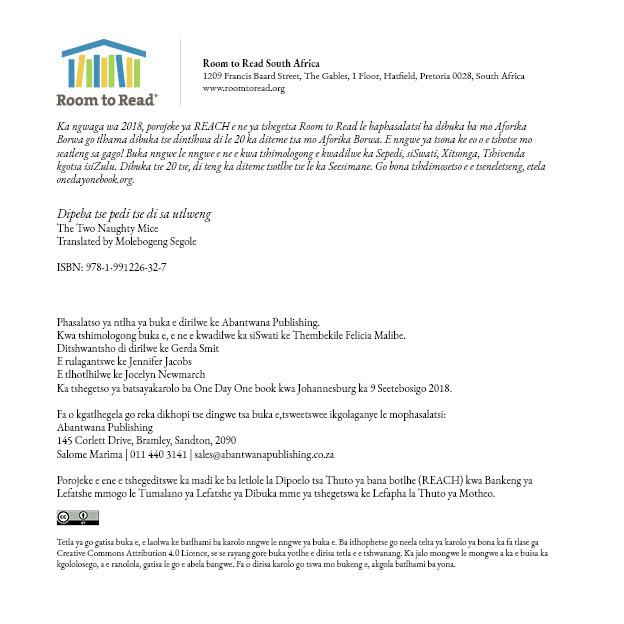 Room to Read®
Room to Read South Africa
1209 Francis Baard Street, The Gables, 1 Floor, Hatfield, Pretoria 0028, South Africa
www.roomtoread.org
Ka ngwaga wa 2018, porojeke ya REACH e ne ya tshegetsa Room to Read le baphasalatsi ba dibuka ba mo Aforika
Borwa go tlhama dibuka tse dintšhwa di le 20 ka diteme tsa mo Aforika Borwa. E nngwe ya tsona ke eo o e tshotse mo
seatleng sa gago! Buka nngwe le nngwe e ne e kwa tshimologong e kwadilwe ka Sepedi, siSwati, Xitsonga, Tshivenda
kgotsa isiZulu. Dibuka tse 20 tse, di teng ka diteme tsotlhe tse le ka Seesimane. Go bona tshdimosetso e e tseneletseng, etela
onedayonebook.org.
Dipeba tse pedi tse di sa utlweng
The Two Naughty Mice
Translated by Molebogeng Segole
ISBN: 978-1-991226-32-7
Phasalatso ya ntlha ya buka e dirilwe ke Abantwana Publishing.
Kwa tshimologong buka e, e ne e kwadilwe ka siSwati ke Thembekile Felicia Malibe.
Ditshwantsho di dirilwe ke Gerda Smit
E rulagantswe ke Jennifer Jacobs
E tlhotlhilwe ke Jocelyn Newmarch
Ka tshegetso ya batsayakarolo ba One Day One book kwa Johannesburg ka 9 Seetebosigo 2018.
Fa o kgatlhegela go reka dikhopi tse dingwe tsa buka e,tsweetswee ikgolaganye le mophasalatsi:
Abantwana Publishing
145 Corlett Drive, Bramley, Sandton, 2090
Salome Marima | 011 440 3141 | sales@abantwanapublishing.co.za
Porojeke e ene e tshegeditswe ka madi ke ba letlole la Dipoelo tsa Thuto ya bana botlhe (REACH) kwa Bankeng ya
Lefatshe mmogo le Tumalano ya Lefatshe ya Dibuka mme ya tshegetswa ke Lefapha la Thuto ya Motheo.
cc BY
Tetla ya go gatisa buka e, e laolwa ke batlhami ba karolo nngwe le nngwe ya buka e. Ba itlhophetse go neela telta ya karolo ya bona ka fa tlase ga
Creative Commons Attribution 4.0 Licence, se se rayang gore buka yotlhe e dirisa tetla e e tshwanang. Ka jalo mongwe le mongwe a ka e buisa ka
kgololosego, a e ranolola, gatisa le go e abela bangwe. Fa o dirisa karolo go tswa mo bukeng e, akgola batlhami ba yona.